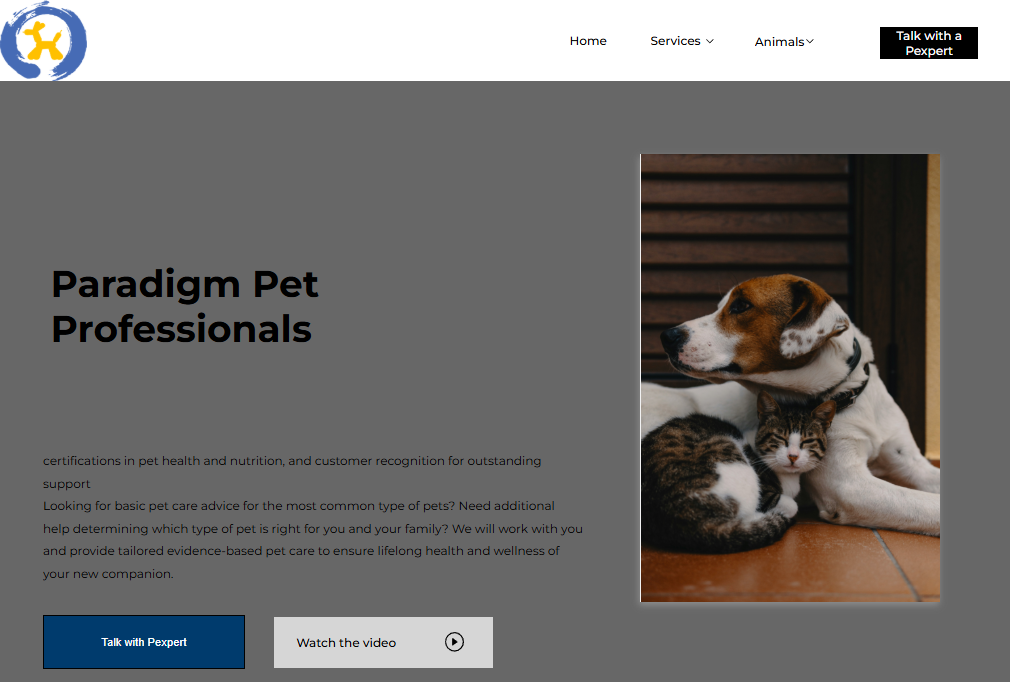 Home
Services
Animals
Talk with a
Pexpert
Paradigm Pet
Professionals
certifications in pet health and nutrition, and customer recognition for outstanding
support
Looking for basic pet care advice for the most common type of pets? Need additional
help determining which type of pet is right for you and your family? We will work with you
and provide tailored evidence-based pet care to ensure lifelong health and wellness of
your new companion.
Talk with Pexpert
Watch the video